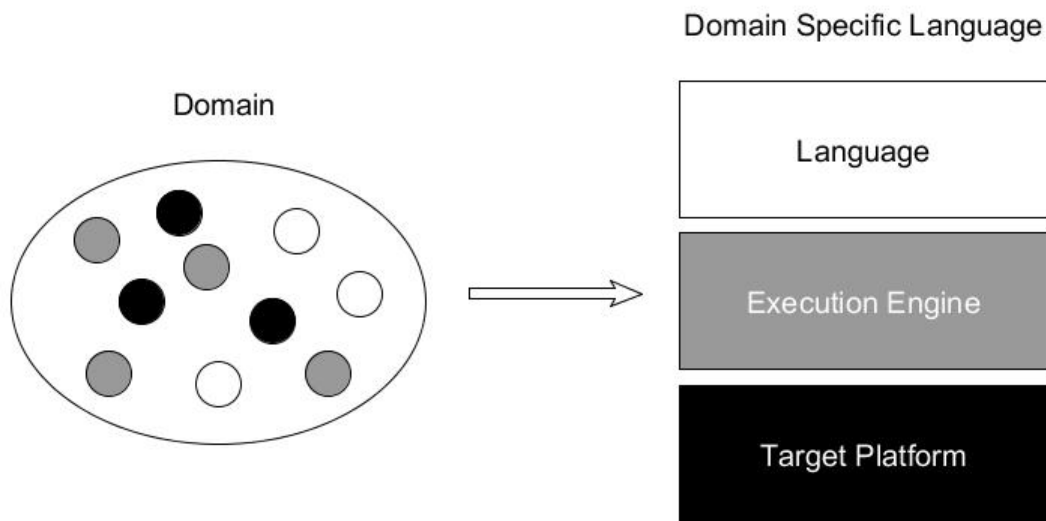 Domain Specific Language
Domain
Language
Execution Engine
Target Platform